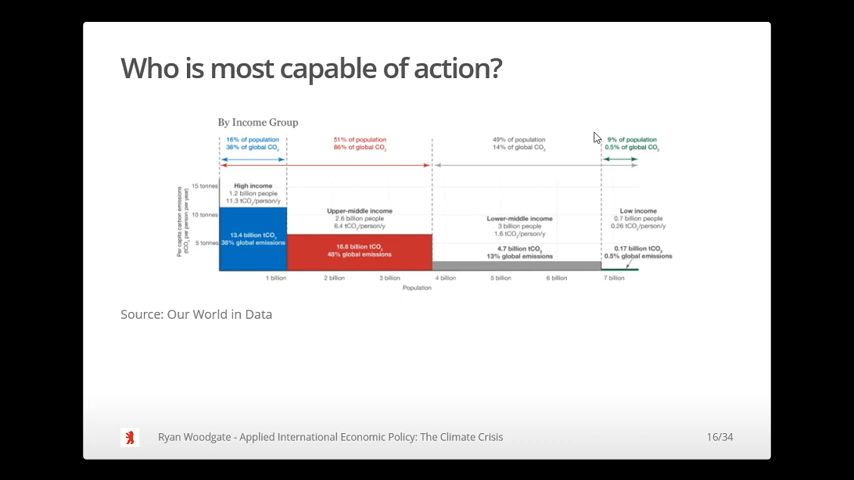 Who is most capable of action?
By Income Group
16% of population
38% of global CO2
51% of population
86% of global CO2
49% of population
14% of global CO2
9% of population
0.5% of global CO2
Per capita carbon emissions
(tCO2 per person per year)
15 tonnes
10 tonnes
5 tonnes
High income
1.2 billion people
11.3 tCO2/person/y
13.4 billion tCO2
38% global emissions
Upper-middle income
2.6 billion people
6.4 tCO2/person/y
16.6 billion tCO2
48% global emissions
Lower-middle income
3 billion people
1.6 tCO2/person/y
4.7 billion tCO2
13% global emissions
Low income
0.7 billion people
0.26 tCO2/person/y
0.17 billion tCO2
0.5% global emissions
1 billion
2 billion
3 billion
4 billion
5 billion
6 billion
7 billion
Population
Source: Our World in Data
Ryan Woodgate - Applied International Economic Policy: The Climate Crisis
16/34